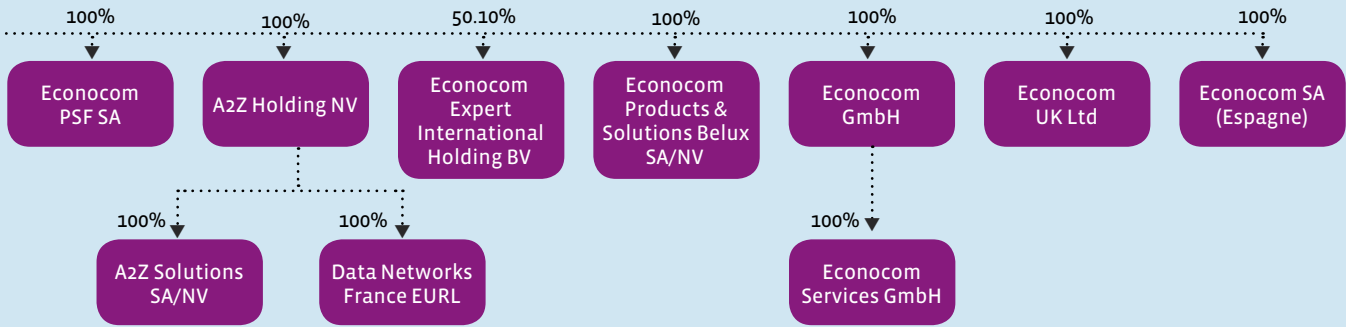 100%
100%
50.10%
100%
100%
100%
100%
Econocom
PSF SA
A2Z Holding NV
Econocom
Expert
International
Holding BV
Econocom
Products &
Solutions Belux
SA/NV
Econocom
GmbH
Econocom
UK Ltd
Econocom SA
(Espagne)
100%
100%
100%
A2Z Solutions
SA/NV
Data Networks
France EURL
Econocom
Services GmbH